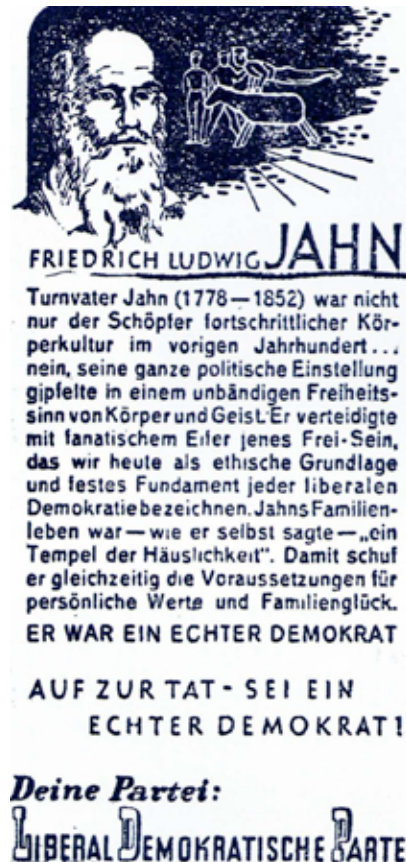 FRIEDRICH LUDWIG JAHN
Turnvater Jahn (1778—1852) war nicht
nur der Schöpfer fortschrittlicher Kör-
perkultur im vorigen Jahrhundert...
nein, seine ganze politische Einstellung
gipfelte in einem unbändigen Freiheits-
sinn von Körper und Geist. Er verteidigte
mit fanatischem Eifer jenes Frei-Sein,
das wir heute als ethische Grundlage
und festes Fundament jeder liberalen
Demokratie bezeichnen. Jahns Familien-
leben war — wie er selbst sagte — „ein
Tempel der Häuslichkeit". Damit schuf
er gleichzeitig die Voraussetzungen für
persönliche Werte und Familienglück.
ER WAR EIN ECHTER DEMOKRAT
AUF ZUR TAT - SEI EIN
ECHTER DEMOKRAT!
Deine Partei:
LIBERAL DEMOKRATISCHE PARTE